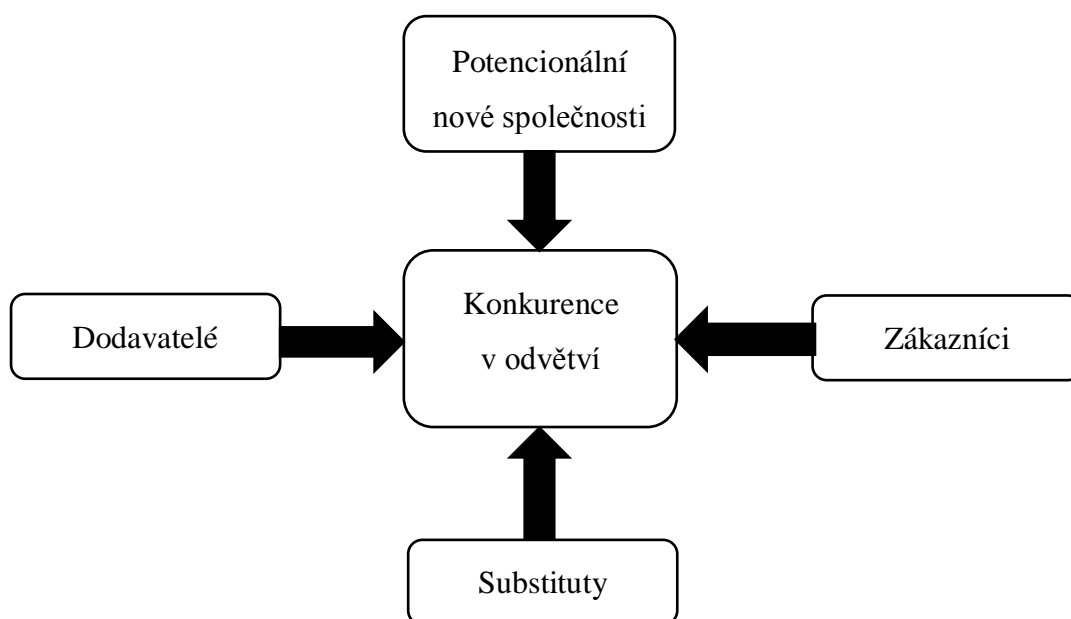 Potencionální
nové společnosti
Konkurence
v odvětví
Dodavatelé
Zákazníci
Substituty